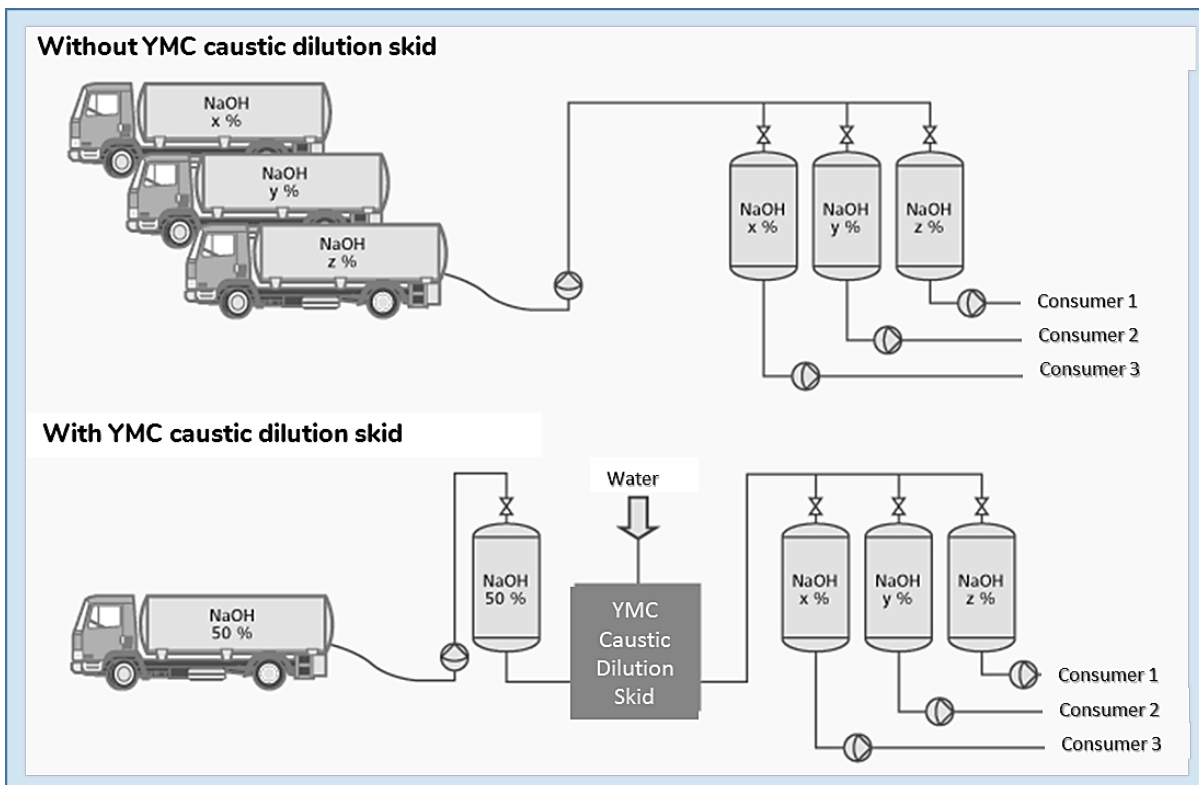 Without YMC caustic dilution skid
NaOH
x %
NaOH
y %
NaOH
z %
NaOH
x %
NaOH
y %
NaOH
z %
Consumer 1
Consumer 2
Consumer 3
With YMC caustic dilution skid
Water
NaOH
50 %
NaOH
50 %
YMC
Caustic
Dilution
Skid
NaOH
x %
NaOH
y %
NaOH
z %
Consumer 1
Consumer 2
Consumer 3